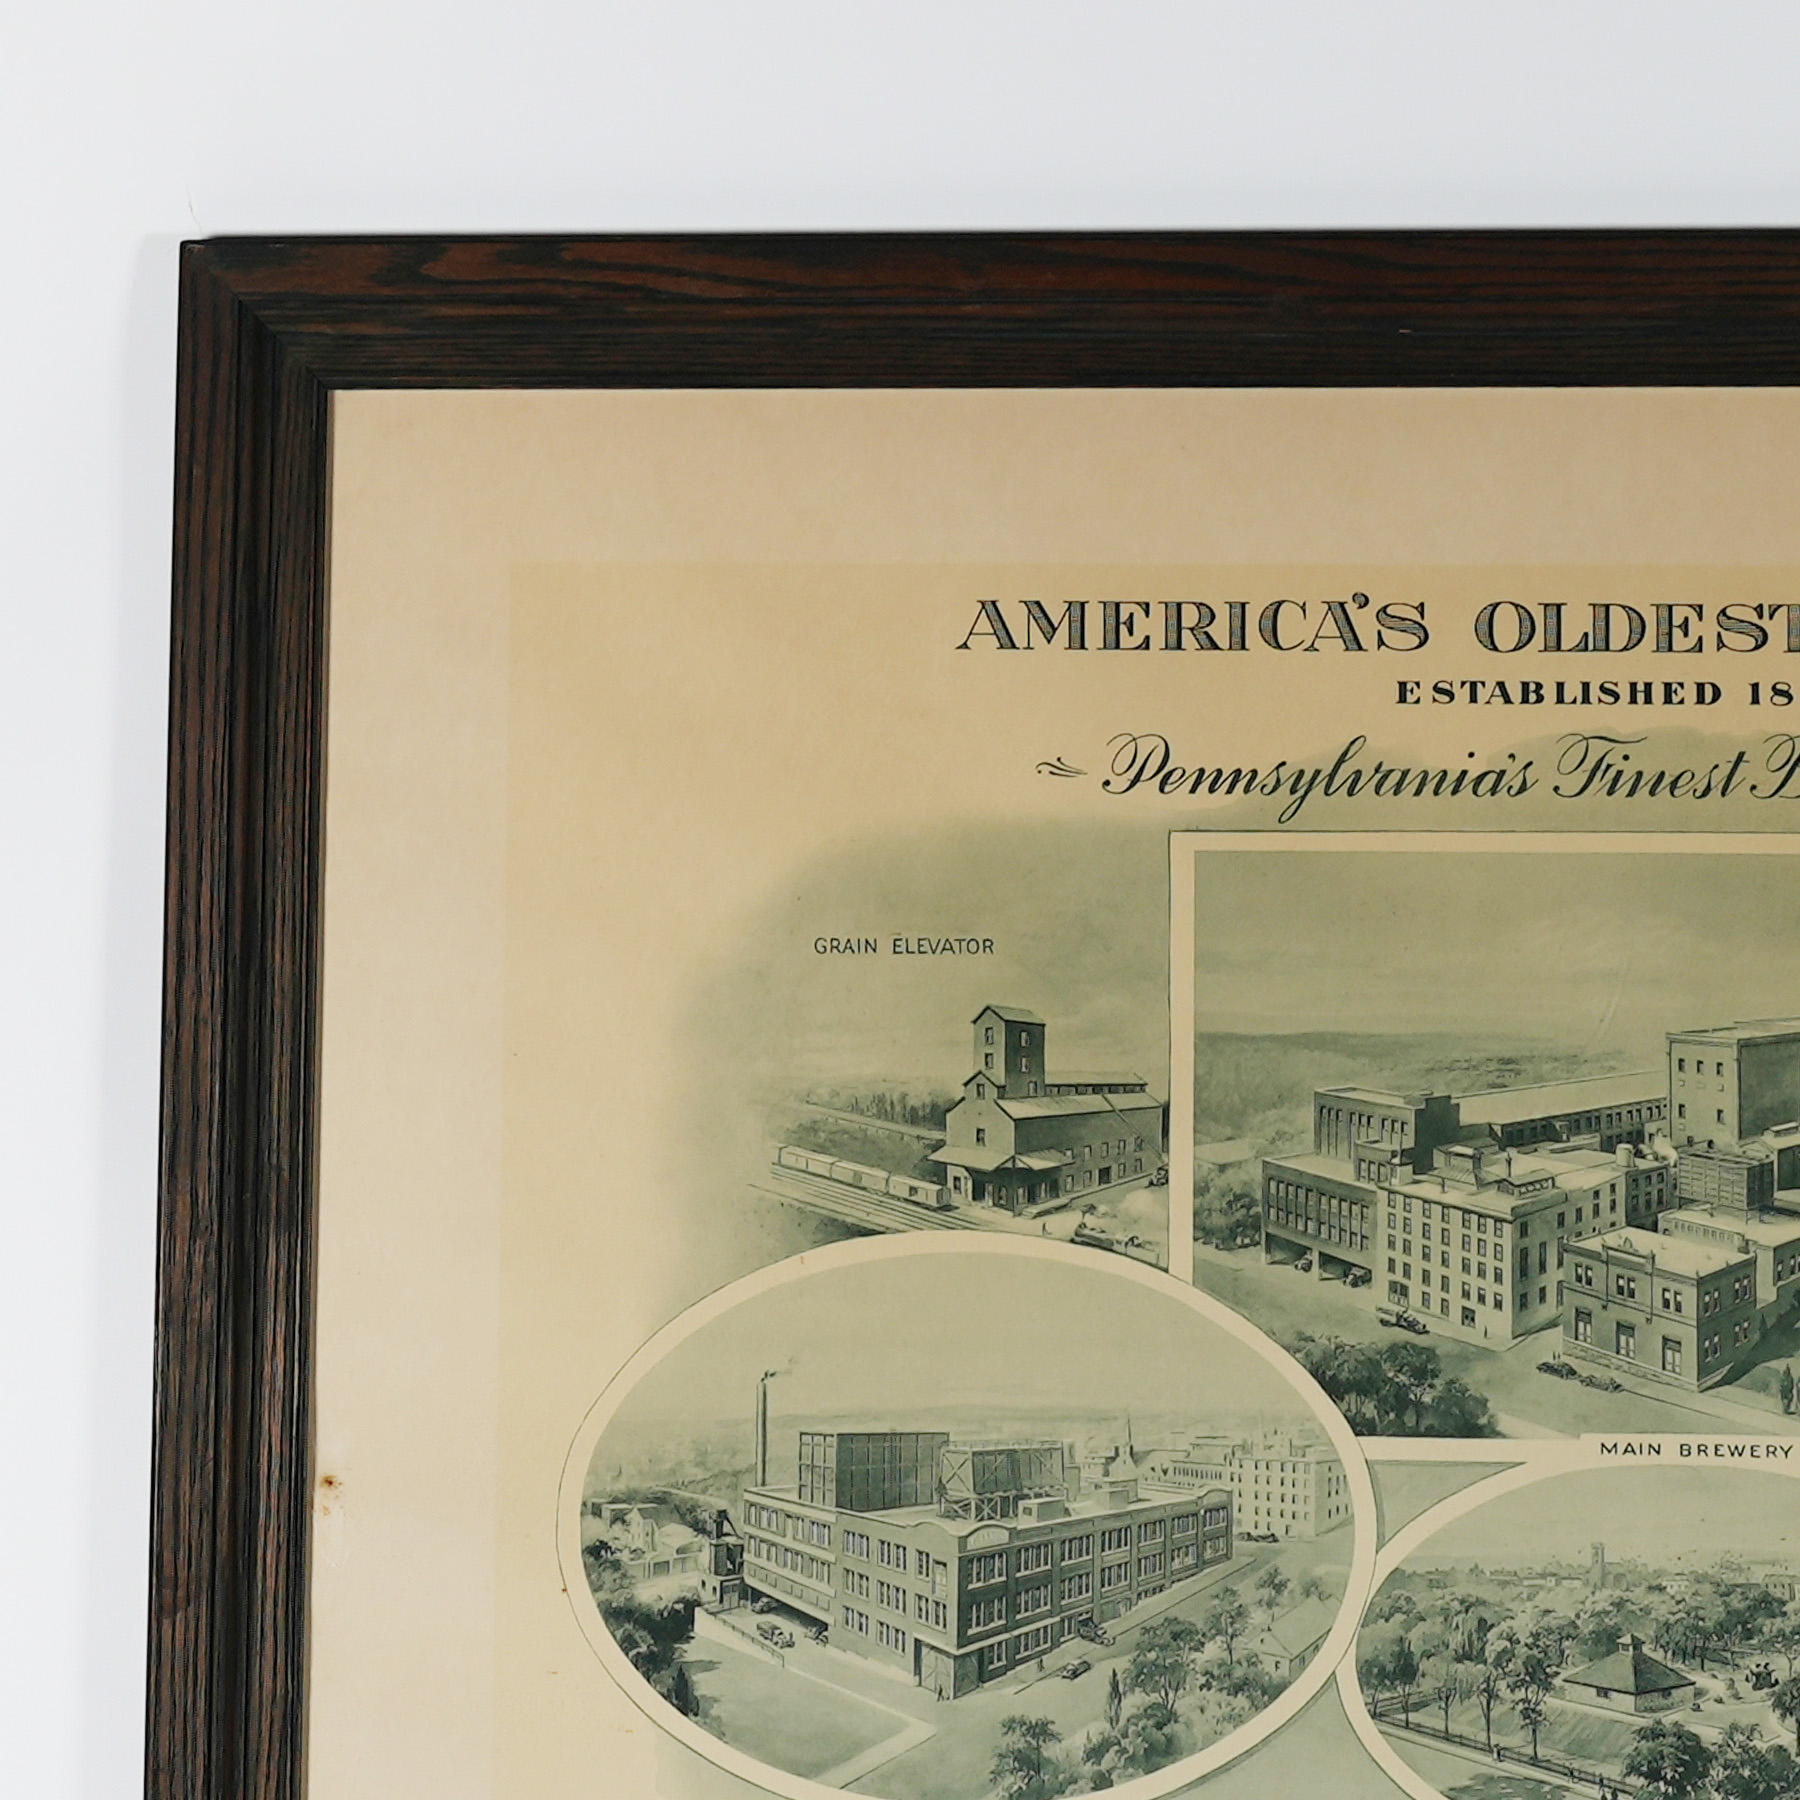 AMERICA'S OLDEST
ESTABLISHED 18
Pennsylvania's Finest
GRAIN ELEVATOR
MAIN BREWERY